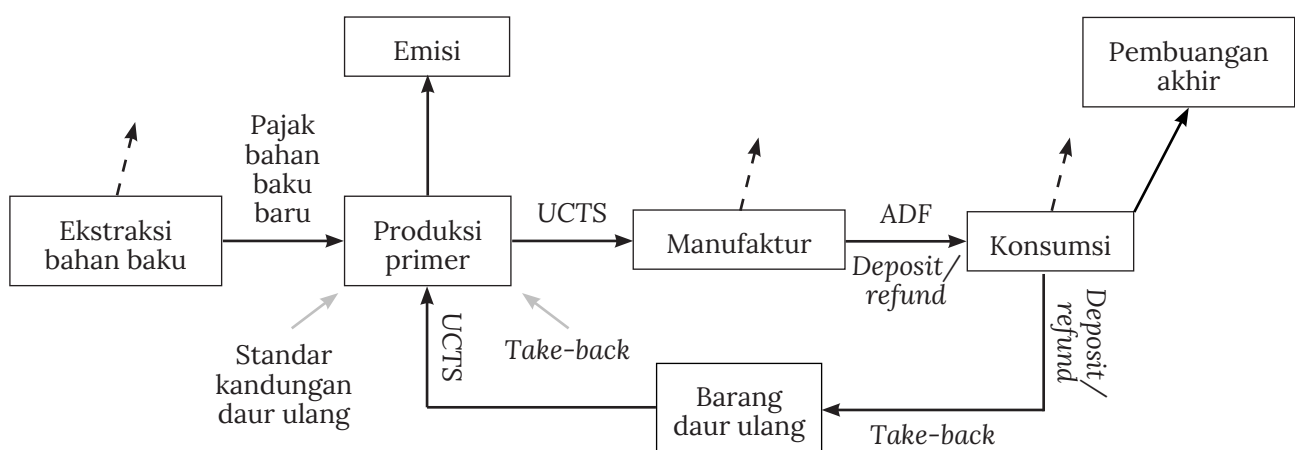 Emisi
Pembuangan
akhir
Pajak
bahan
baku
baru
Ekstraksi
bahan baku
Produksi
primer
UCTS
Manufaktur
ADF
Deposit/
refund
Konsumsi
Deposit/
refund
Standar
kandungan
daur ulang
UCTS
Take-back
Barang
daur ulang
Take-back